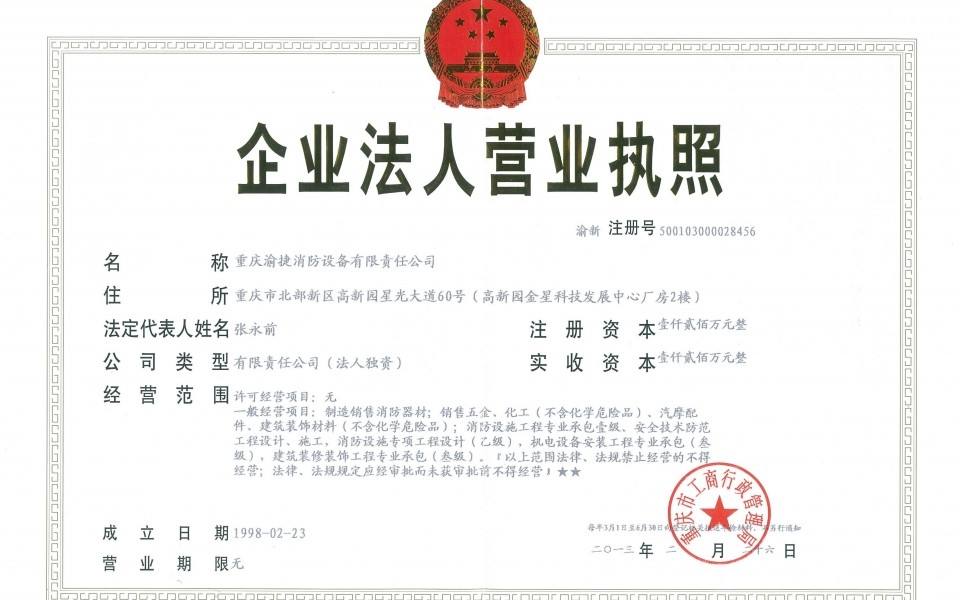 企业法人营业执照
渝新 注册号 500103000028456
名称 重庆渝捷消防设备有限责任公司
住所 重庆市北部新区高新园星光大道60号（高新园金星科技发展中心厂房2楼）
法定代表人姓名 张永前 注册资本 壹仟贰佰万元整
公司类型 有限责任公司（法人独资） 实收资本 壹仟贰佰万元整
经营范围 许可经营项目：无
一般经营项目：制造销售消防器材；销售五金、化工（不含化学危险品）、汽摩配
件、建筑装饰材料（不含化学危险品）；消防设施工程专业承包壹级、安全技术防范
工程设计、施工，消防设施专项工程设计（乙级），机电设备安装工程专业承包（叁
级），建筑装修装饰工程专业承包（叁级）。『以上范围法律、法规禁止经营的不得
经营；法律、法规规定应经审批而未获审批前不得经营』★★
重庆市工商行政管理局
成立日期 1998-02-23
每年3月1日至6月30日向登记机关报送年检材料，不另行通知
二〇一三 年 二 月 二十六 日
营业期限 无